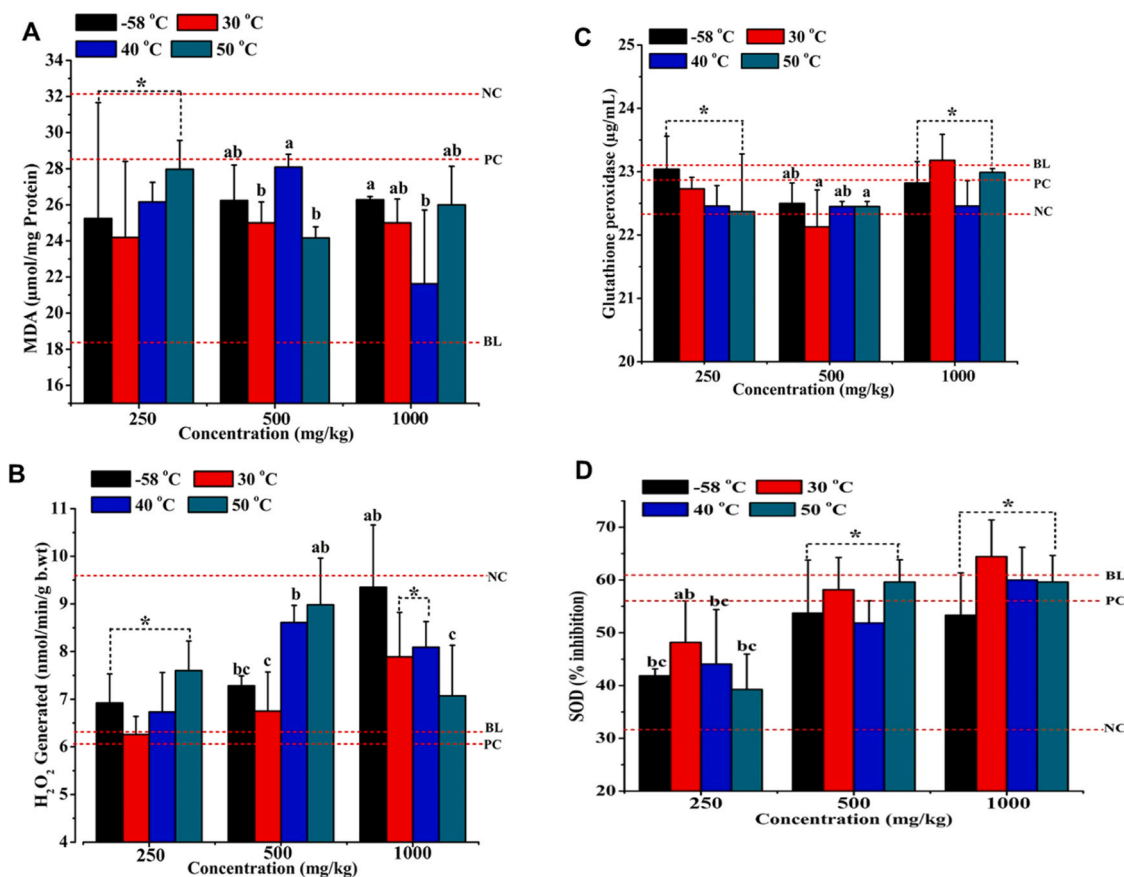 A
-58 °C 30 °C
40 °C 50 °C
34
32
30
28
26
24
22
20
18
16
MDA (µmol/mg Protein)
*
ab
b
a
b
a
ab
b
ab
NC
PC
BL
250 500 1000
Concentration (mg/kg)
C
-58 °C 30 °C
40 °C 50 °C
25
24
23
22
21
20
Glutathione peroxidase (µg/mL)
*
ab
a
ab
a
*
BL
PC
NC
250 500 1000
Concentration (mg/kg)
B
-58 °C 30 °C
40 °C 50 °C
11
10
9
8
7
6
5
4
H2O2 Generated (nmol/min/g b.wt)
*
bc
c
b
ab
ab
*
c
NC
BL
PC
250 500 1000
Concentration (mg/kg)
D
-58 °C 30 °C
40 °C 50 °C
70
60
50
40
30
20
SOD (% inhibition)
bc
ab
bc
bc
*
*
BL
PC
NC
250 500 1000
Concentration (mg/kg)